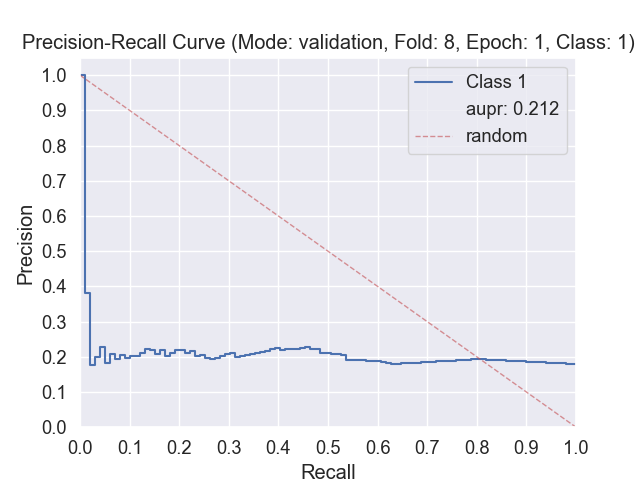 Precision-Recall Curve (Mode: validation, Fold: 8, Epoch: 1, Class: 1)
1.0
0.9
0.8
0.7
0.6
0.5
0.4
0.3
0.2
0.1
0.0
Precision
Class 1
aupr: 0.212
random
0.0 0.1 0.2 0.3 0.4 0.5 0.6 0.7 0.8 0.9 1.0
Recall